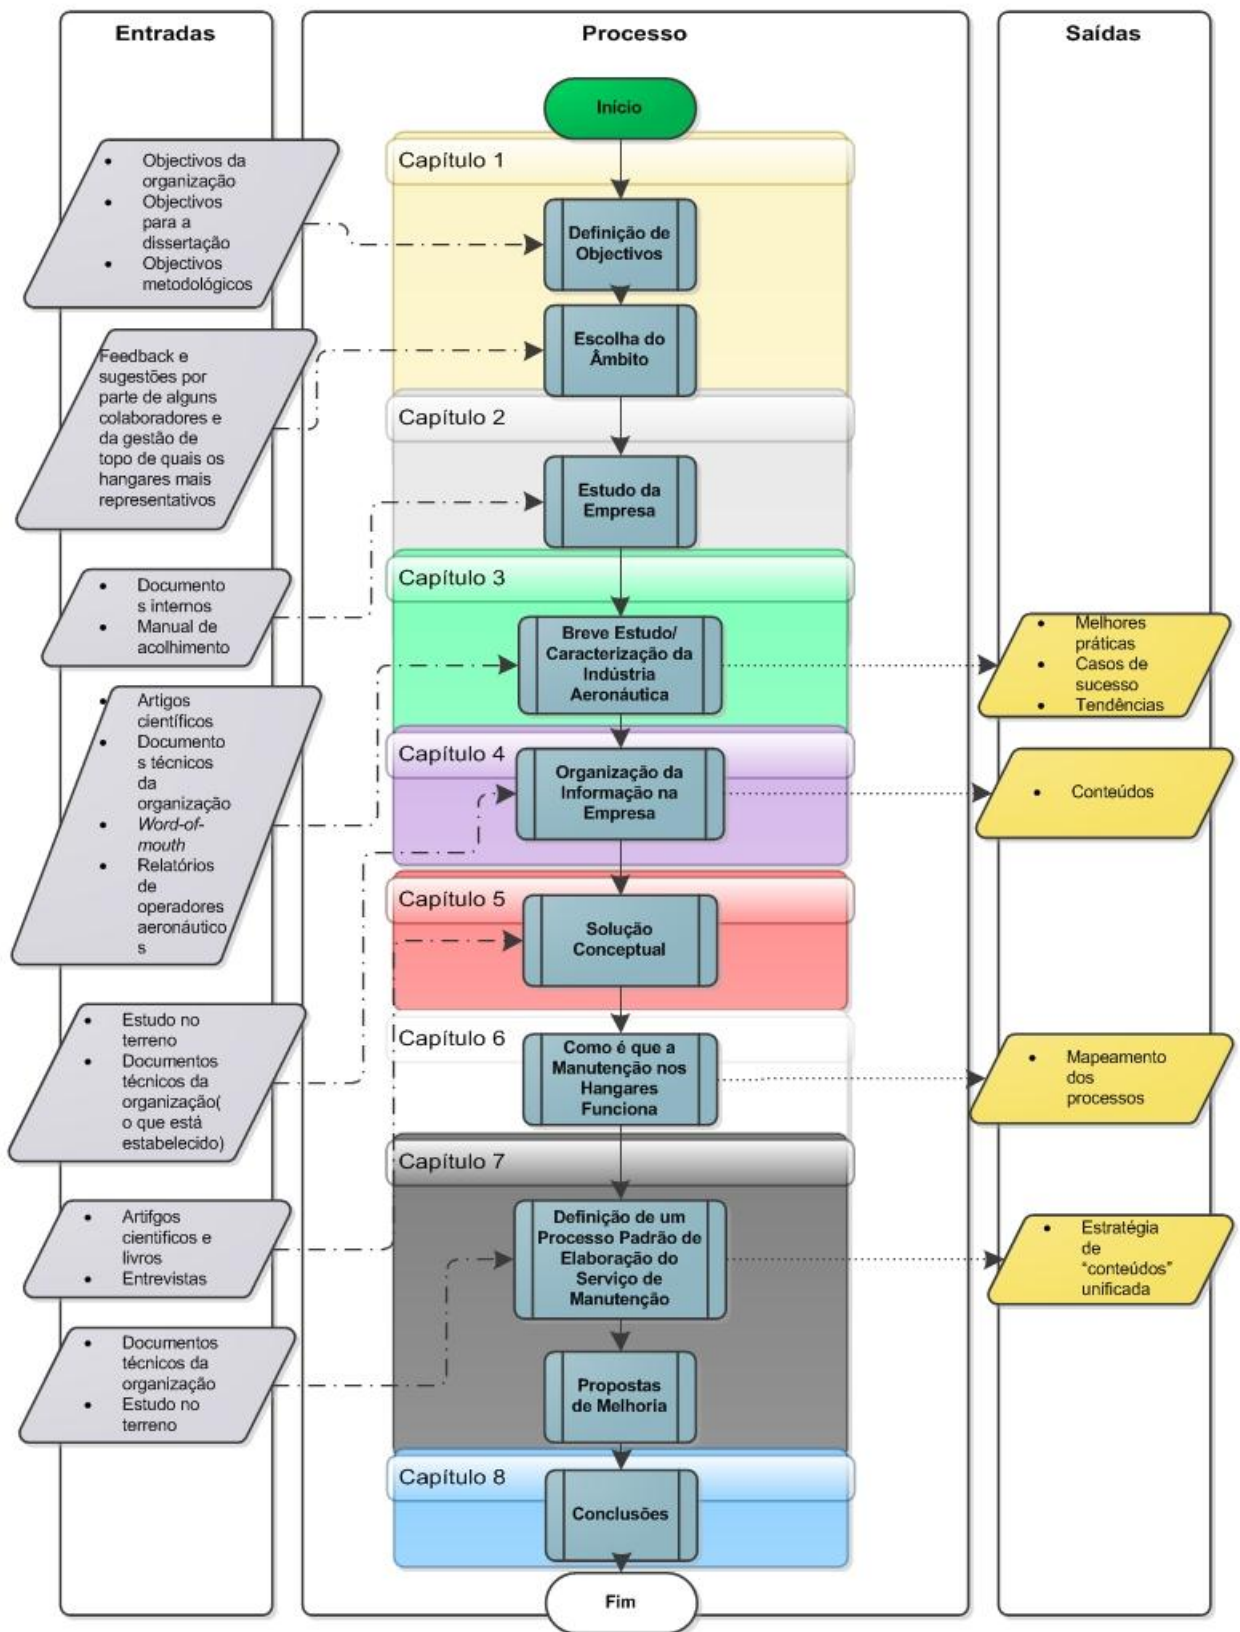 Entradas
Processo
Saídas
Início
Capítulo 1
• Objectivos da
organização
• Objectivos
para a
dissertação
• Objectivos
metodológicos
Definição de
Objectivos
Feedback e
sugestões por
parte de alguns
colaboradores e
da gestão de
topo de quais os
hangares mais
representativos
Escolha do
Âmbito
Capítulo 2
Estudo da
Empresa
• Documento
s internos
• Manual de
acolhimento
Capítulo 3
Breve Estudo/
Caracterização da
Indústria
Aeronáutica
• Melhores
práticas
• Casos de
sucesso
• Tendências
• Artigos
científicos
• Documento
s técnicos
da
organização
• Word-of-
mouth
• Relatórios
de
operadores
aeronáutico
s
Capítulo 4
Organização da
Informação na
Empresa
• Conteúdos
Capítulo 5
Solução
Conceptual
• Estudo no
terreno
• Documentos
técnicos da
organização(
o que está
estabelecido)
Capítulo 6
Como é que a
Manutenção nos
Hangares
Funciona
• Mapeamento
dos
processos
Capítulo 7
• Artifgos
cientificos e
livros
• Entrevistas
Definição de um
Processo Padrão de
Elaboração do
Serviço de
Manutenção
• Estratégia
de
“conteúdos”
unificada
• Documentos
técnicos da
organização
• Estudo no
terreno
Propostas
de Melhoria
Capítulo 8
Conclusões
Fim